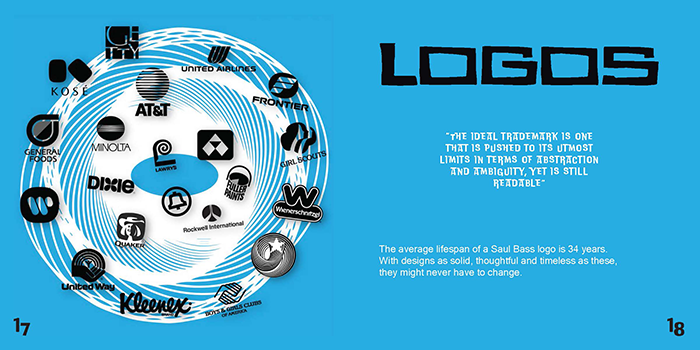 G:
ITY
UNITED AIRLINES
KOSÉ
AT&T
FRONTIER
GENERAL
FOODS
MINOLTA
LAWRYS
GIRL SCOUTS
DIXIE
FULLER
PAINTS
W
Wienerschnitzel
QUAKER
Rockwell International
United Way
Kleenex
BOYS & GIRLS CLUBS
OF AMERICA
17
LOGOS
"THE IDEAL TRADEMARK IS ONE
THAT IS PUSHED TO ITS UTMOST
LIMITS IN TERMS OF ABSTRACTION
AND AMBIGUITY, YET IS STILL
READABLE"
The average lifespan of a Saul Bass logo is 34 years.
With designs as solid, thoughtful and timeless as these,
they might never have to change.
18